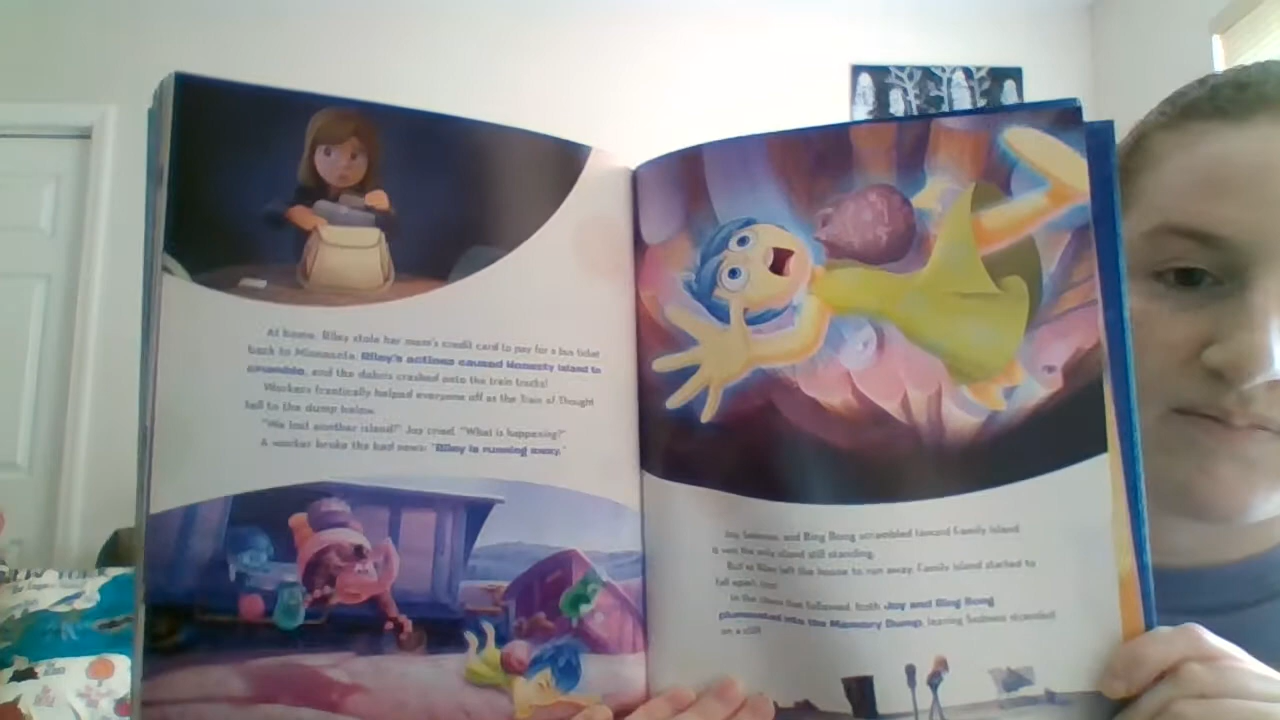 At home, Riley stole her mom's credit card to pay for a bus ticket
back to Minnesota. Riley's actions caused Honesty Island to
crumble, and the debris crashed onto the train tracks!
Workers frantically helped everyone off as the Train of Thought
fell to the dump below.
"We lost another island!" Joy cried. "What is happening?"
A worker broke the bad news: "Riley is running away."
Joy, Sadness, and Bing Bong scrambled toward Family Island.
It was the only island still standing.
But as Riley left the house to run away, Family Island started to
fall apart, too!
In the chaos that followed, both Joy and Bing Bong
plummeted into the Memory Dump, leaving Sadness stranded
on a cliff.